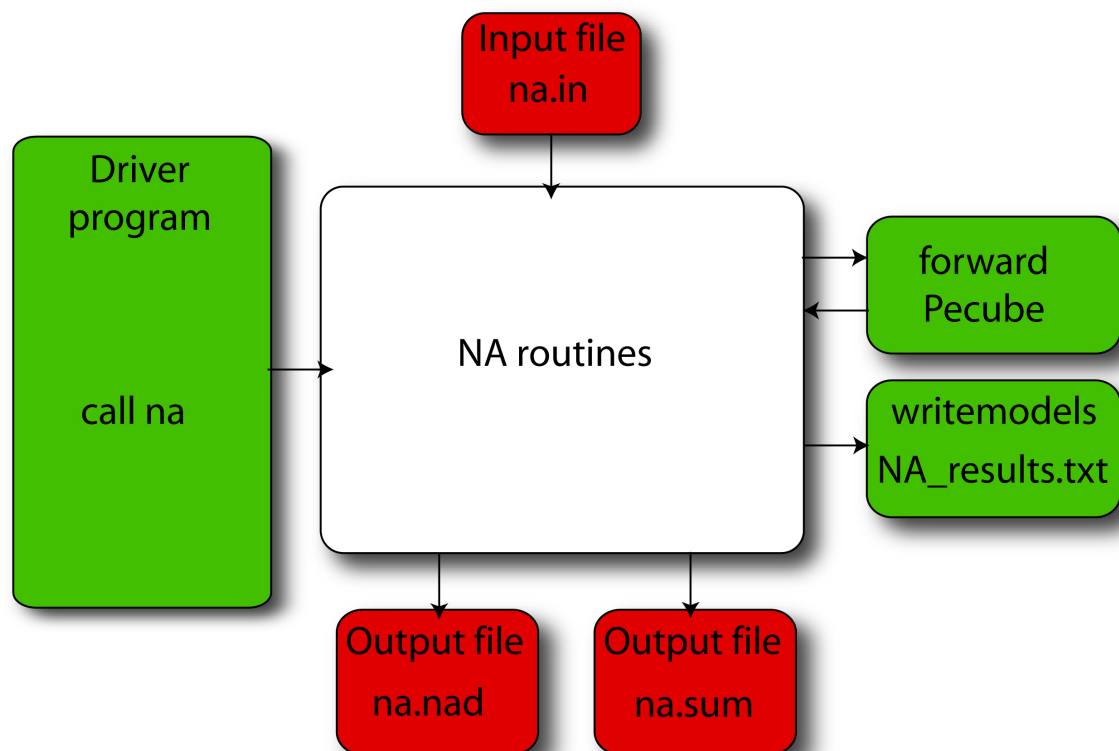 Input file
na.in
Driver
program
call na
NA routines
forward
Pecube
writemodels
NA_results.txt
Output file
na.nad
Output file
na.sum